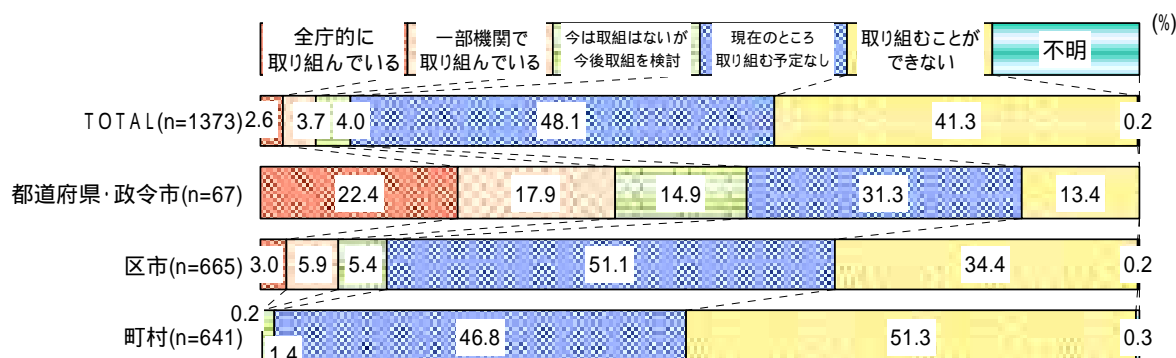 (%)
全庁的に
取り組んでいる
一部機関で
取り組んでいる
今は取組はないが
今後取組を検討
現在のところ
取り組む予定なし
取り組むことが
できない
不明
TOTAL(n=1373) 2.6 3.7 4.0 48.1 41.3 0.2
都道府県・政令市(n=67) 22.4 17.9 14.9 31.3 13.4
区市(n=665) 3.0 5.9 5.4 51.1 34.4 0.2
0.2
町村(n=641) 46.8 51.3 0.3
1.4